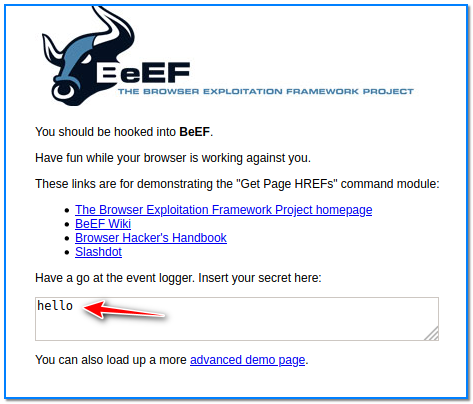 BeEF
THE BROWSER EXPLOITATION FRAMEWORK PROJECT
You should be hooked into BeEF.
Have fun while your browser is working against you.
These links are for demonstrating the "Get Page HREFs" command module:
The Browser Exploitation Framework Project homepage
BeEF Wiki
Browser Hacker's Handbook
Slashdot
Have a go at the event logger. Insert your secret here:
hello
You can also load up a more advanced demo page.